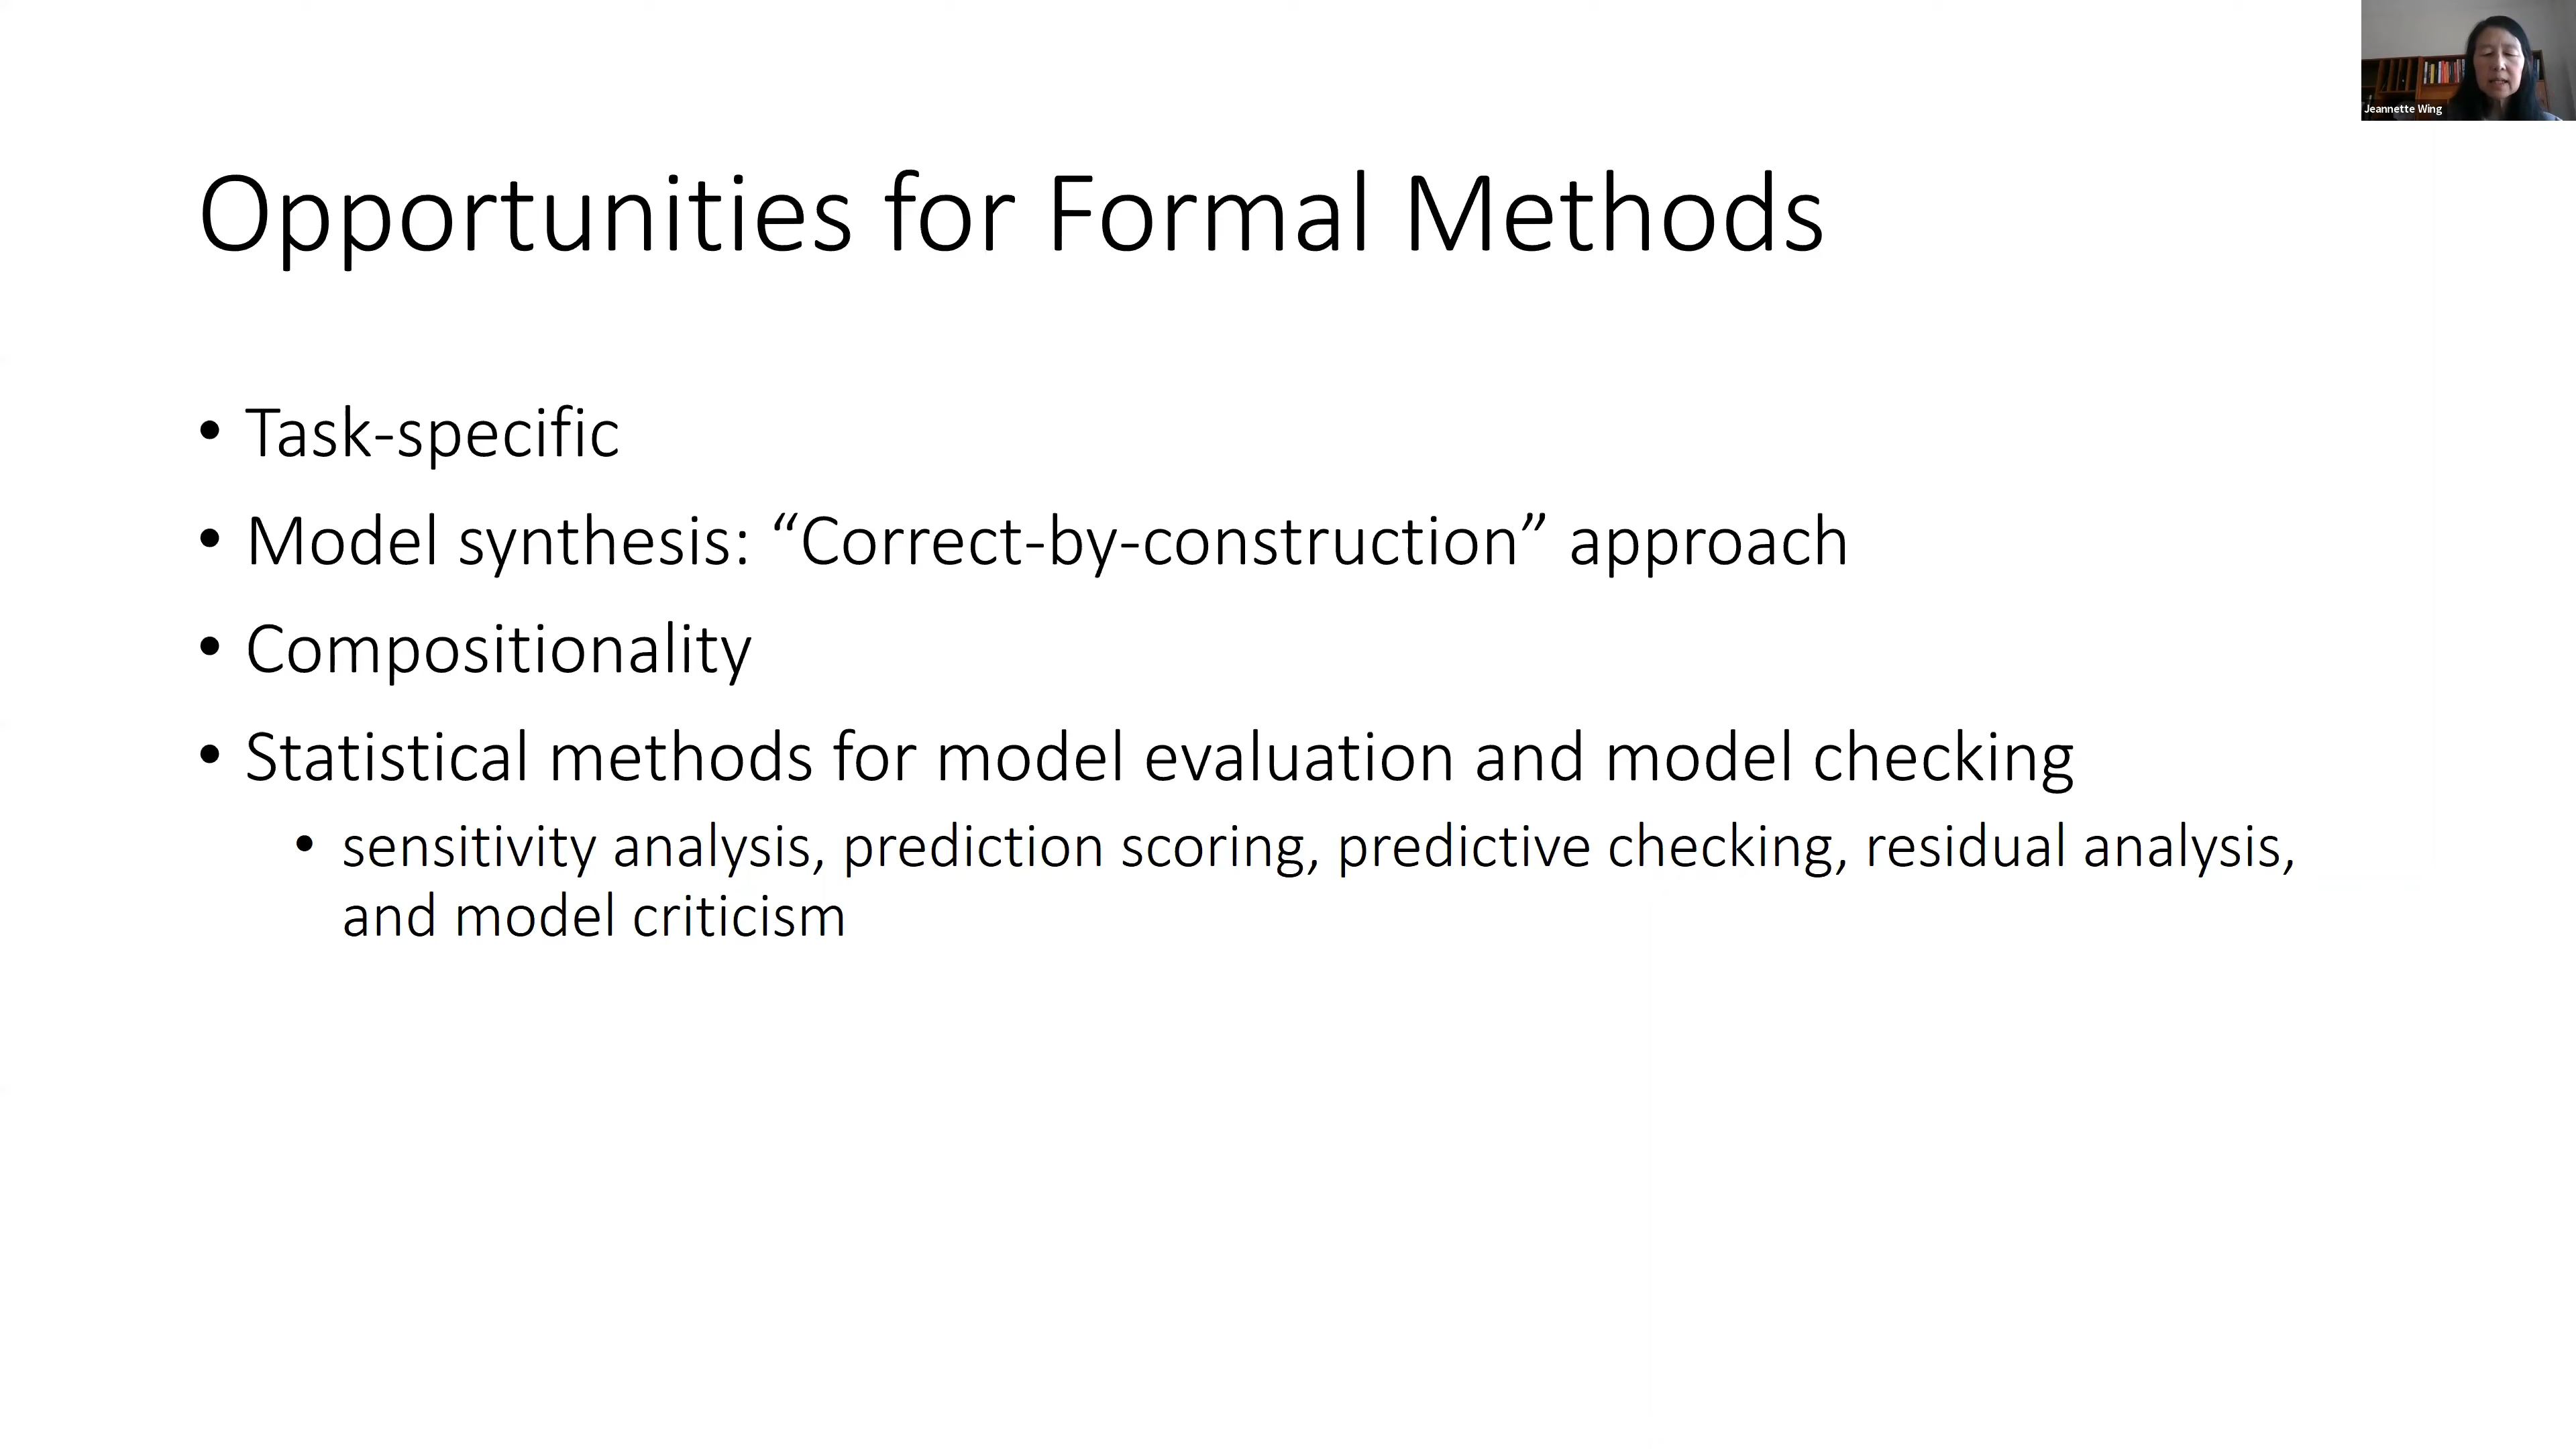 Jeannette Wing
Opportunities for Formal Methods
• Task-specific
• Model synthesis: “Correct-by-construction” approach
• Compositionality
• Statistical methods for model evaluation and model checking
• sensitivity analysis, prediction scoring, predictive checking, residual analysis,
and model criticism